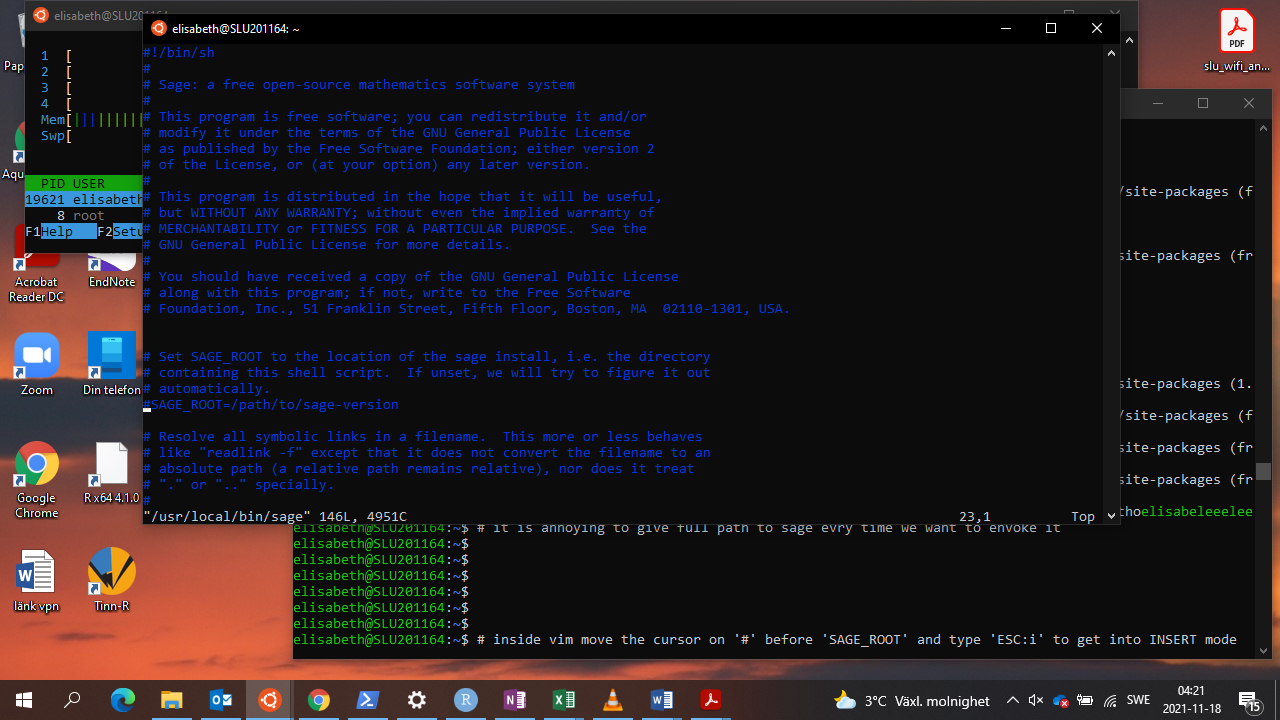 elisabeth@SLU
elisabeth@SLU201164: ~
slu_wifi_an...
1 [
2 [
3 [
4 [
Mem[||||||||||
Swp[
PID USER
19621 elisabeth
8 root
F1Help F2Setu
#!/bin/sh
#
# Sage: a free open-source mathematics software system
#
# This program is free software; you can redistribute it and/or
# modify it under the terms of the GNU General Public License
# as published by the Free Software Foundation; either version 2
# of the License, or (at your option) any later version.
#
# This program is distributed in the hope that it will be useful,
# but WITHOUT ANY WARRANTY; without even the implied warranty of
# MERCHANTABILITY or FITNESS FOR A PARTICULAR PURPOSE.  See the
# GNU General Public License for more details.
#
# You should have received a copy of the GNU General Public License
# along with this program; if not, write to the Free Software
# Foundation, Inc., 51 Franklin Street, Fifth Floor, Boston, MA  02110-1301, USA.
# Set SAGE_ROOT to the location of the sage install, i.e. the directory
# containing this shell script.  If unset, we will try to figure it out
# automatically.
#SAGE_ROOT=/path/to/sage-version
# Resolve all symbolic links in a filename.  This more or less behaves
# like "readlink -f" except that it does not convert the filename to an
# absolute path (a relative path remains relative), nor does it treat
# "." or ".." specially.
#
"/usr/local/bin/sage" 146L, 4951C 23,1 Top
/site-packages (f
site-packages (fr
site-packages (1.
/site-packages (f
site-packages (fr
site-packages (fr
thoelisabeleeelee
elisabeth@SLU201164:~$ # it is annoying to give full path to sage evry time we want to envoke it
elisabeth@SLU201164:~$
elisabeth@SLU201164:~$
elisabeth@SLU201164:~$
elisabeth@SLU201164:~$
elisabeth@SLU201164:~$
elisabeth@SLU201164:~$
elisabeth@SLU201164:~$ # inside vim move the cursor on '#' before 'SAGE_ROOT' and type 'ESC:i' to get into INSERT mode
Pap
Aqu
Acrobat
Reader DC
EndNote
Zoom
Din telefon
Google
Chrome
R x64 4.1.0
länk vpn
Tinn-R
PDF
3°C Växl. molnighet
SWE
04:21
2021-11-18
15